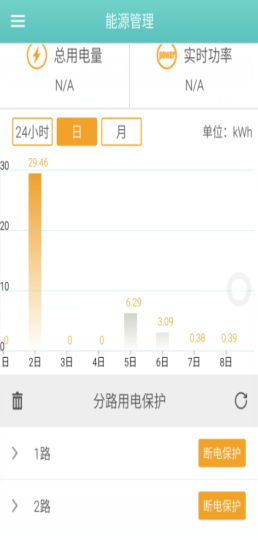 能源管理
总用电量 实时功率
N/A N/A
24小时 日 月 单位：kWh
30
29.46
20
10
6.29
3.09
0 0 0 0.38 0.39
0
日 2日 3日 4日 5日 6日 7日 8日
分路用电保护
1路 断电保护
2路 断电保护